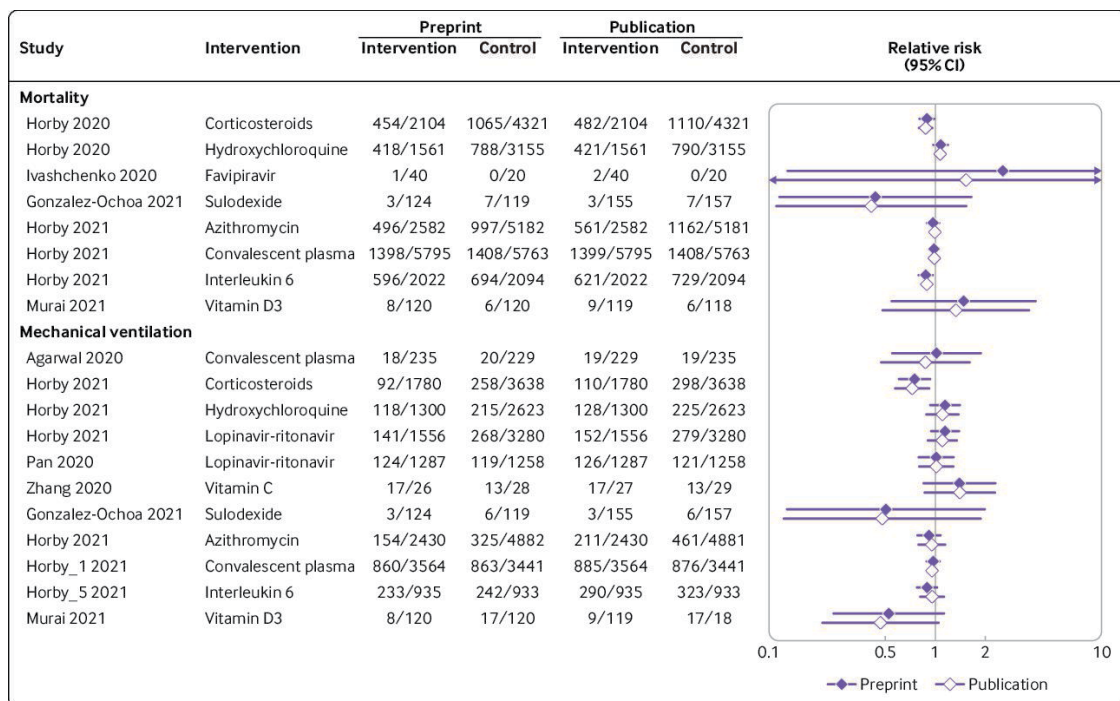 Preprint Publication Relative risk
Study Intervention Intervention Control Intervention Control (95% CI)
Mortality
Horby 2020 Corticosteroids 454/2104 1065/4321 482/2104 1110/4321
Horby 2020 Hydroxychloroquine 418/1561 788/3155 421/1561 790/3155
Ivashchenko 2020 Favipiravir 1/40 0/20 2/40 0/20
Gonzalez-Ochoa 2021 Sulodexide 3/124 7/119 3/155 7/157
Horby 2021 Azithromycin 496/2582 997/5182 561/2582 1162/5181
Horby 2021 Convalescent plasma 1398/5795 1408/5763 1399/5795 1408/5763
Horby 2021 Interleukin 6 596/2022 694/2094 621/2022 729/2094
Murai 2021 Vitamin D3 8/120 6/120 9/119 6/118
Mechanical ventilation
Agarwal 2020 Convalescent plasma 18/235 20/229 19/229 19/235
Horby 2021 Corticosteroids 92/1780 258/3638 110/1780 298/3638
Horby 2021 Hydroxychloroquine 118/1300 215/2623 128/1300 225/2623
Horby 2021 Lopinavir-ritonavir 141/1556 268/3280 152/1556 279/3280
Pan 2020 Lopinavir-ritonavir 124/1287 119/1258 126/1287 121/1258
Zhang 2020 Vitamin C 17/26 13/28 17/27 13/29
Gonzalez-Ochoa 2021 Sulodexide 3/124 6/119 3/155 6/157
Horby 2021 Azithromycin 154/2430 325/4882 211/2430 461/4881
Horby_1 2021 Convalescent plasma 860/3564 863/3441 885/3564 876/3441
Horby_5 2021 Interleukin 6 233/935 242/933 290/935 323/933
Murai 2021 Vitamin D3 8/120 17/120 9/119 17/18
0.1 0.5 1 2 10
Preprint Publication